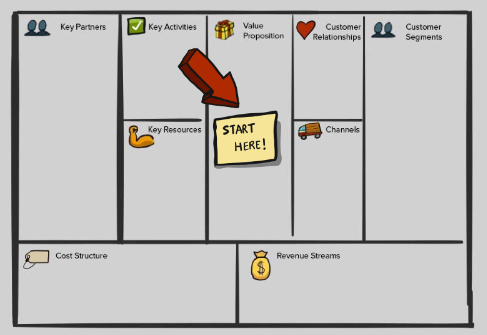 Key Partners
Key Activities
Value
Proposition
Customer
Relationships
Customer
Segments
Key Resources
START
HERE!
Channels
Cost Structure
Revenue Streams